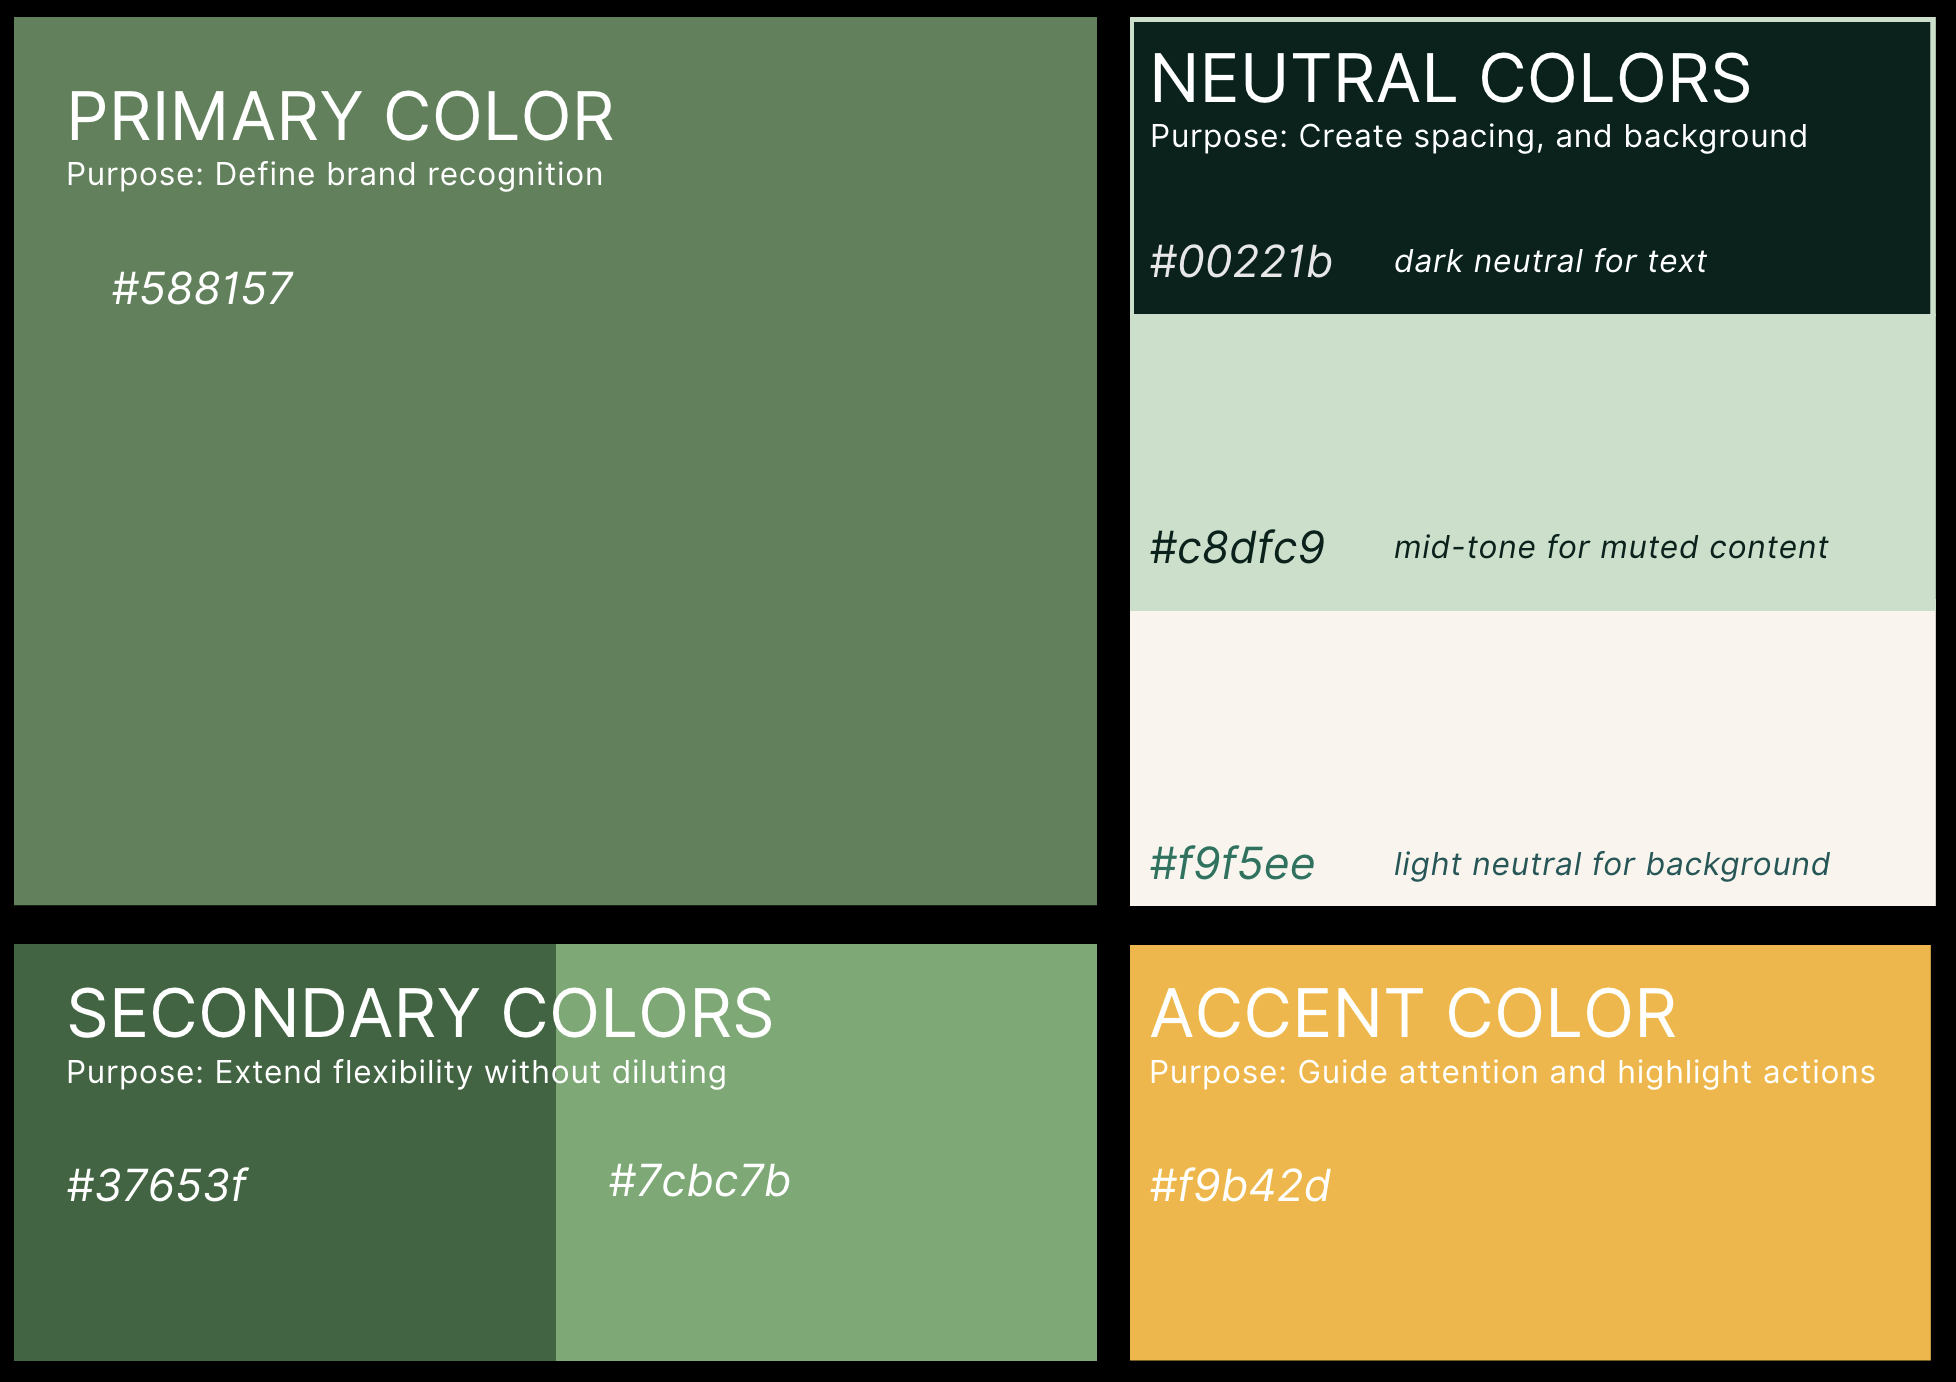 PRIMARY COLOR
Purpose: Define brand recognition
#588157
NEUTRAL COLORS
Purpose: Create spacing, and background
#00221b dark neutral for text
#c8dfc9 mid-tone for muted content
#f9f5ee light neutral for background
SECONDARY COLORS
Purpose: Extend flexibility without diluting
#37653f #7cbc7b
ACCENT COLOR
Purpose: Guide attention and highlight actions
#f9b42d